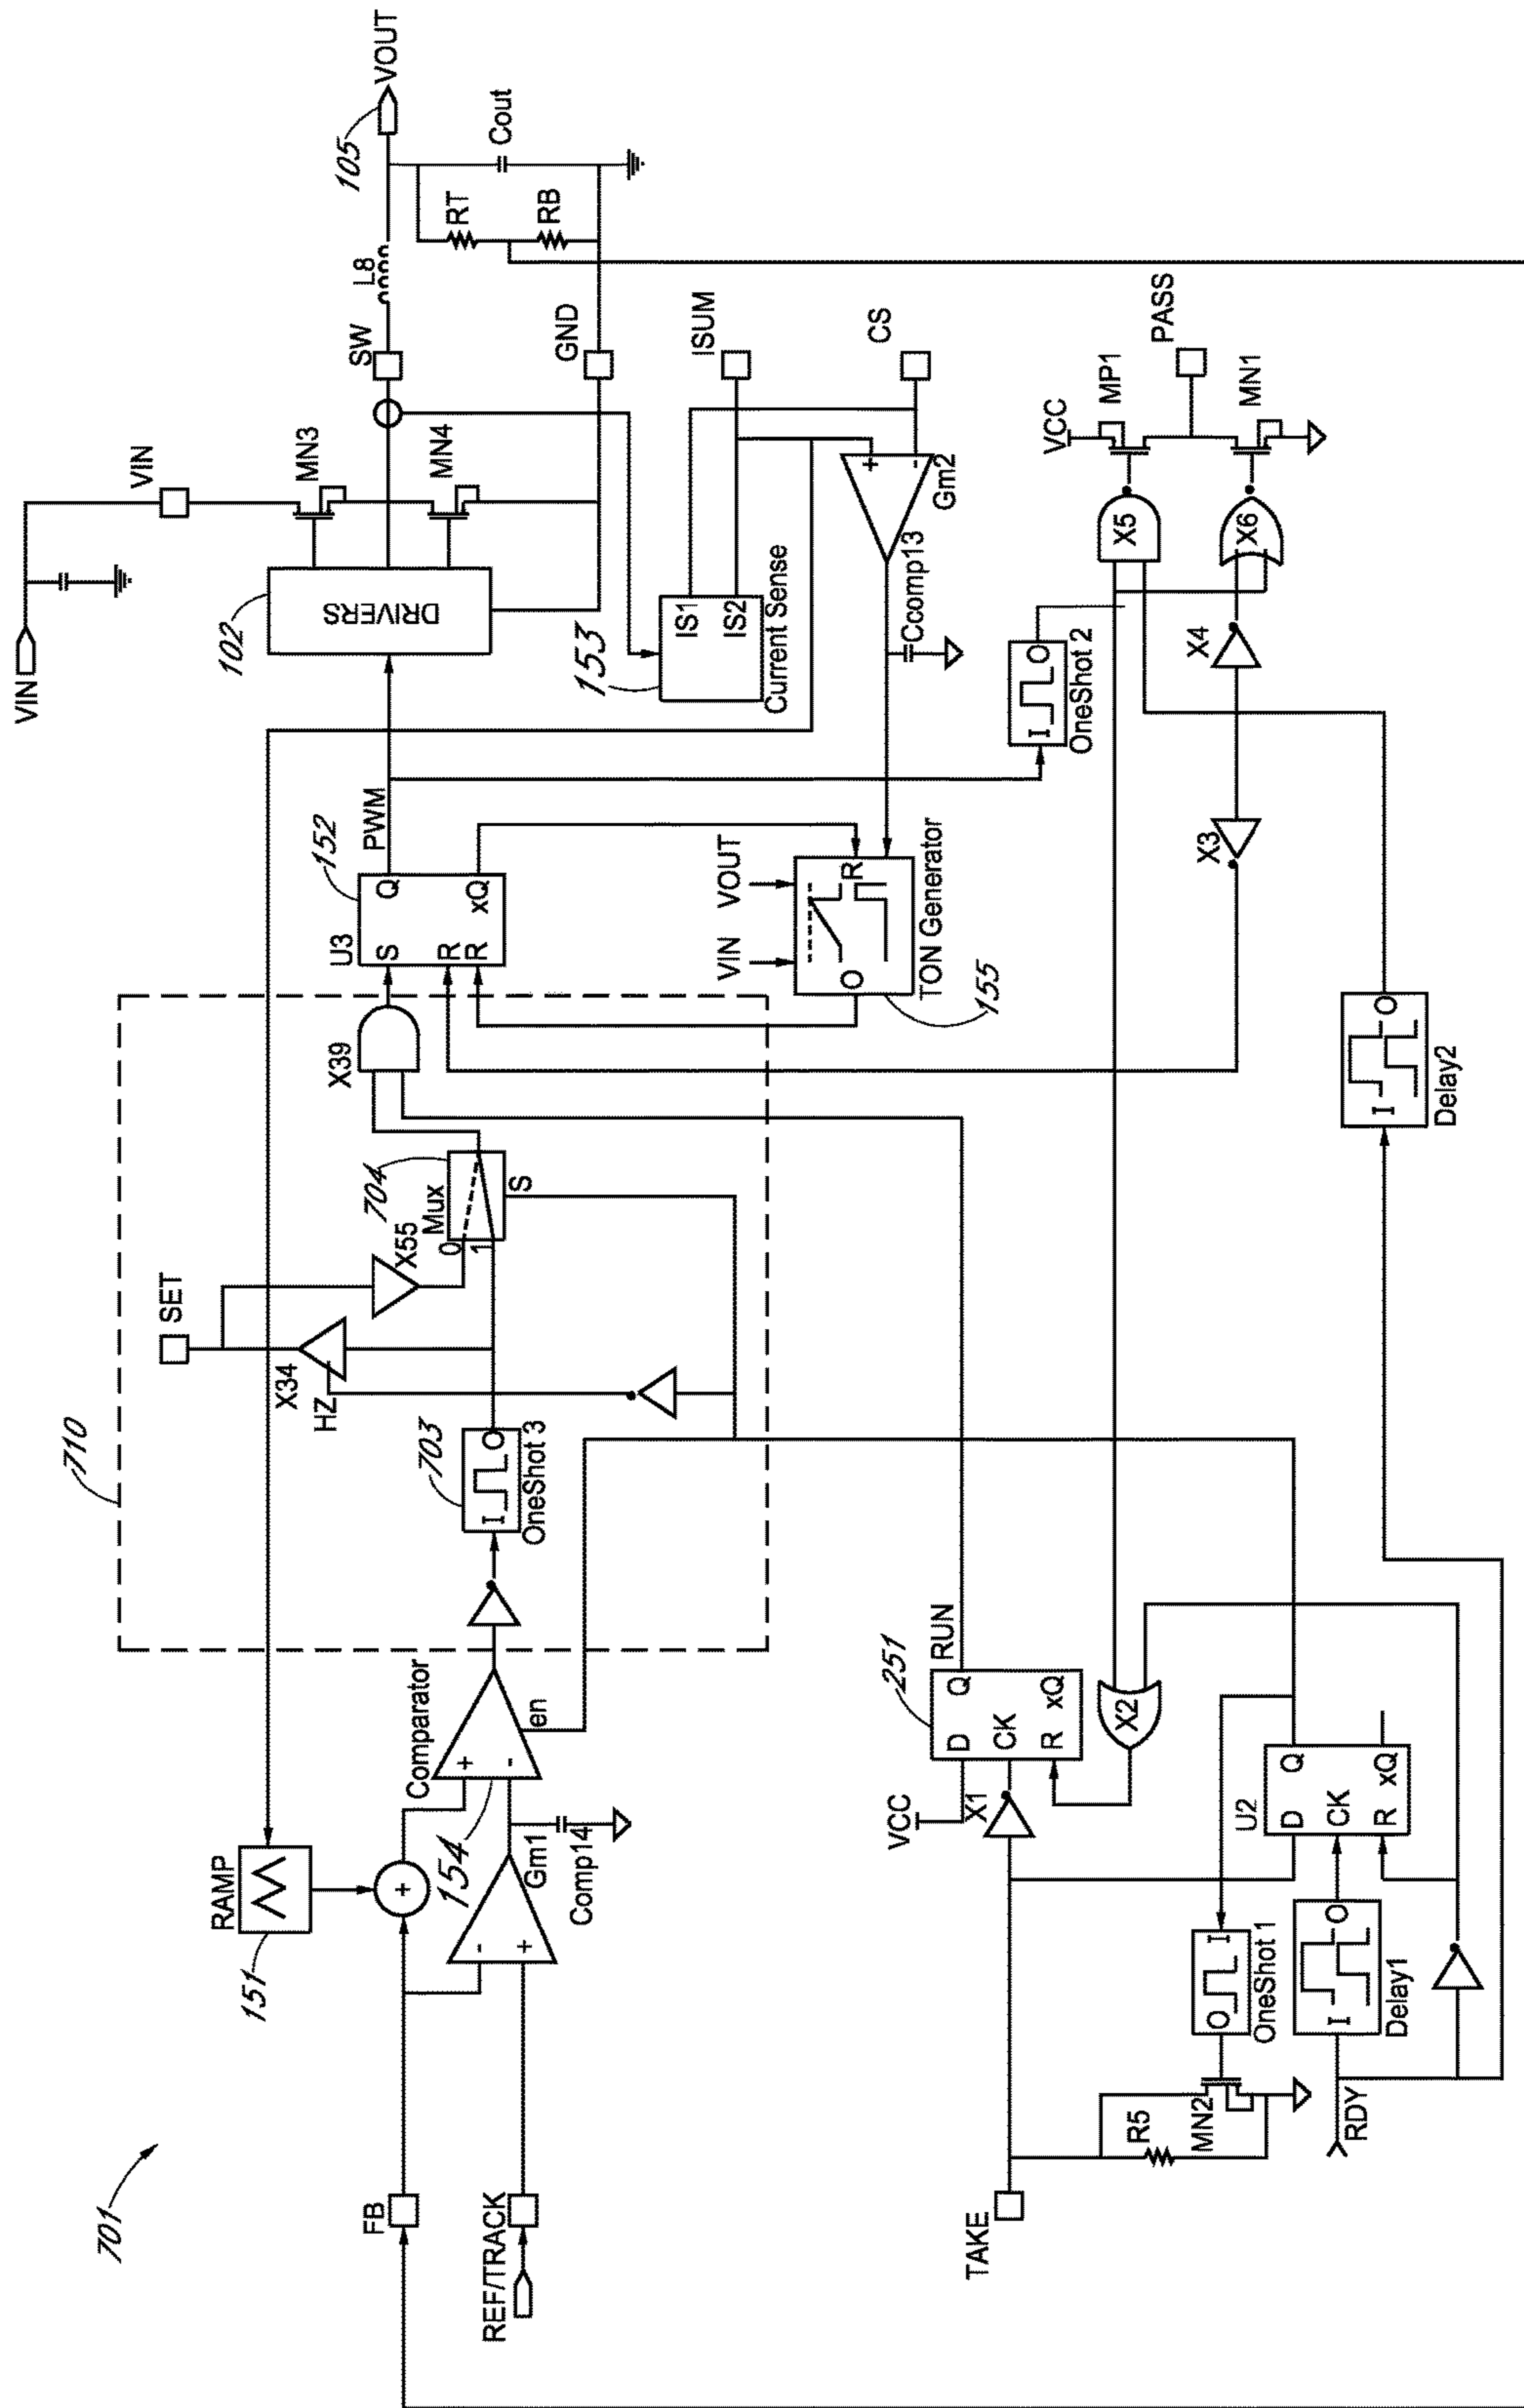 701
710
VIN
VIN
102
DRIVERS
MN3
MN4
SW
L8
105
VOUT
Cout
RT
RB
GND
SET
X34
HZ
X55
0
1
Mux
704
S
X39
703
I
O
OneShot 3
U3
152
S
R
R
Q
xQ
PWM
153
IS1
IS2
Current Sense
ISUM
CS
+
-
Gm2
Ccomp13
RAMP
151
+
Comparator
+
-
en
154
Gm1
Comp14
-
+
FB
REF/TRACK
VIN
VOUT
O
R
TON Generator
155
I
O
OneShot 2
VCC
MP1
PASS
MN1
X5
X6
X4
X3
251
RUN
D
Q
CK
R
xQ
VCC
X1
X2
TAKE
R5
MN2
O
I
OneShot 1
U2
D
Q
CK
R
xQ
I
O
Delay1
RDY
I
O
Delay2